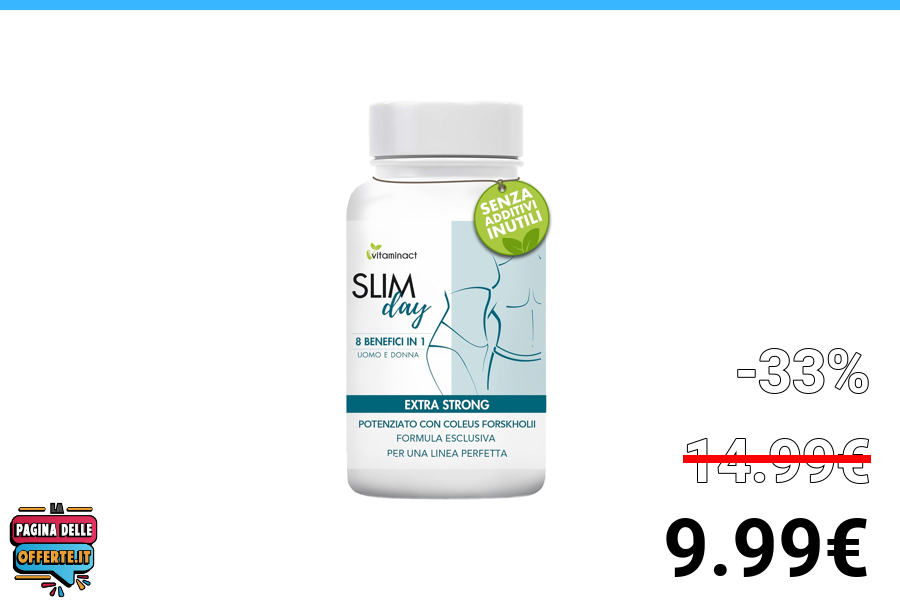 SENZA
ADDITIVI
INUTILI
vitaminact
SLIM
day
8 BENEFICI IN 1
UOMO E DONNA
EXTRA STRONG
POTENZIATO CON COLEUS FORSKHOLII
FORMULA ESCLUSIVA
PER UNA LINEA PERFETTA
-33%
14.99€
9.99€
LA
PAGINA DELLE
OFFERTE.IT